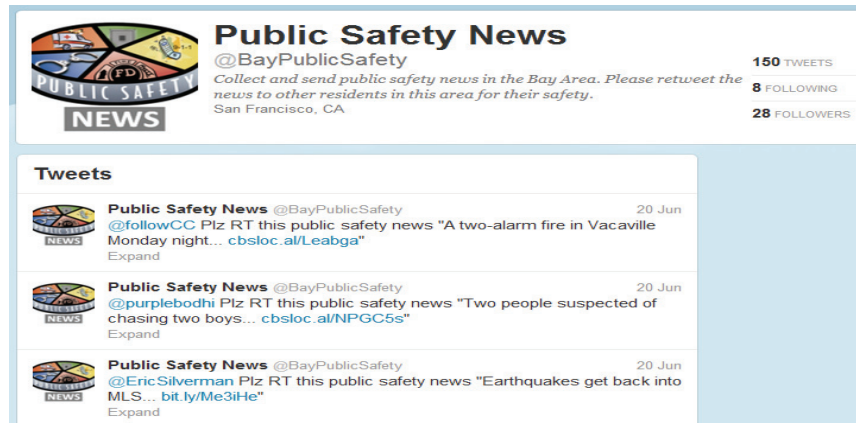 Public Safety News
@BayPublicSafety
Collect and send public safety news in the Bay Area. Please retweet the
news to other residents in this area for their safety.
San Francisco, CA
150 TWEETS
8 FOLLOWING
28 FOLLOWERS
9-1-1
FD
PUBLIC SAFETY
NEWS
Tweets
Public Safety News @BayPublicSafety 20 Jun
@followCC Plz RT this public safety news "A two-alarm fire in Vacaville
Monday night... cbsloc.al/Leabga"
Expand
NEWS
Public Safety News @BayPublicSafety 20 Jun
@purplebodhi Plz RT this public safety news "Two people suspected of
chasing two boys... cbsloc.al/NPGC5s"
Expand
NEWS
Public Safety News @BayPublicSafety 20 Jun
@EricSilverman Plz RT this public safety news "Earthquakes get back into
MLS... bit.ly/Me3iHe"
Expand
NEWS